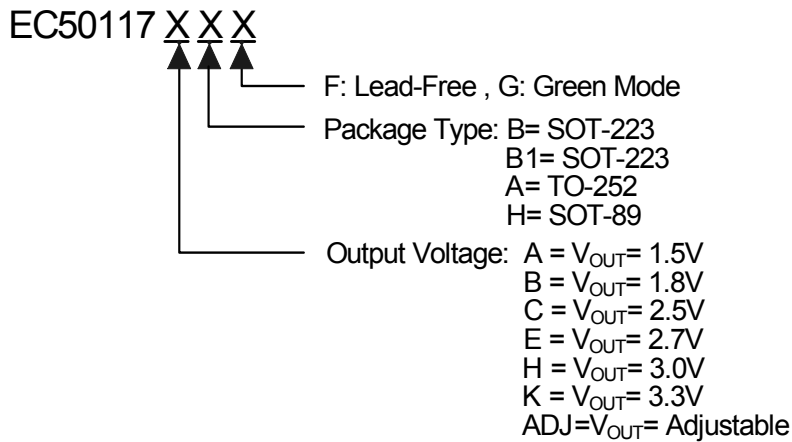 EC50117 X X X
F: Lead-Free , G: Green Mode
Package Type: B= SOT-223
B1= SOT-223
A= TO-252
H= SOT-89
Output Voltage: A = VOUT= 1.5V
B = VOUT= 1.8V
C = VOUT= 2.5V
E = VOUT= 2.7V
H = VOUT= 3.0V
K = VOUT= 3.3V
ADJ=VOUT= Adjustable